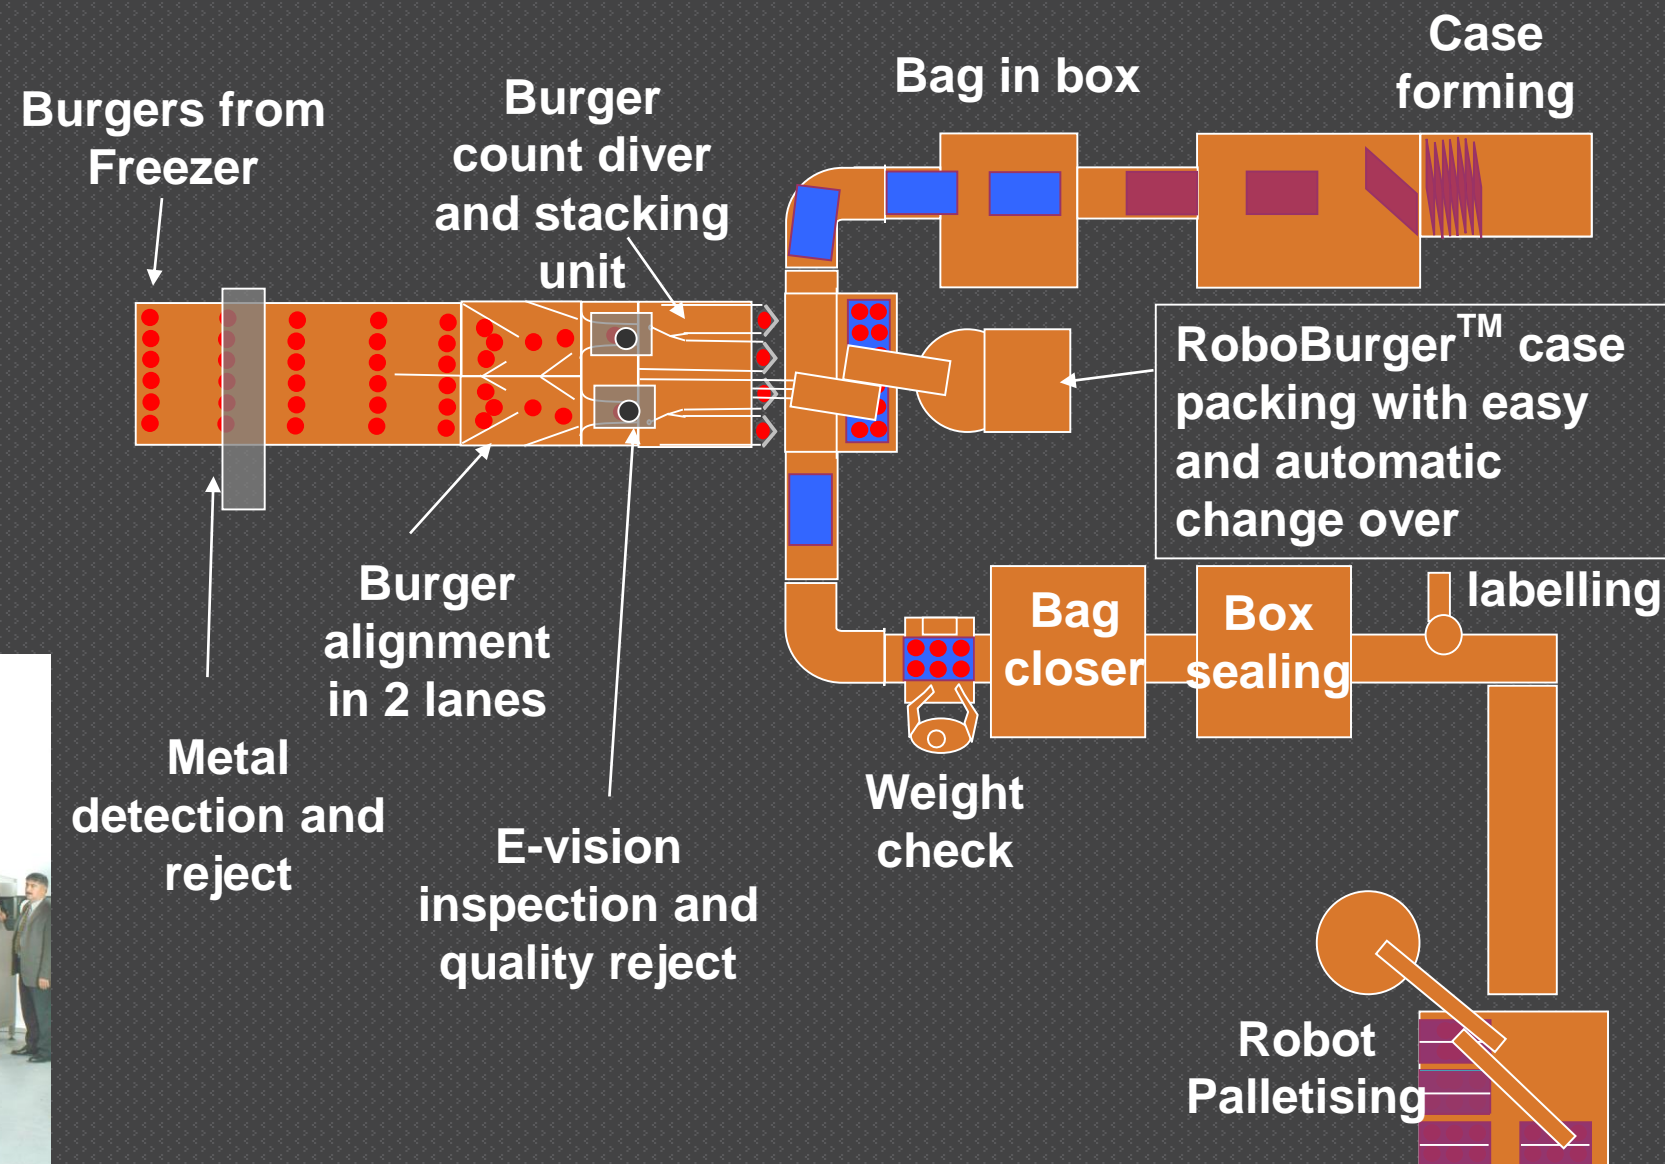 Case
forming
Bag in box
Burgers from
Freezer
Burger
count diver
and stacking
unit
RoboBurger™ case
packing with easy
and automatic
change over
Burger
alignment
in 2 lanes
Metal
detection and
reject
E-vision
inspection and
quality reject
Weight
check
Bag
closer
Box
sealing
labelling
Robot
Palletising